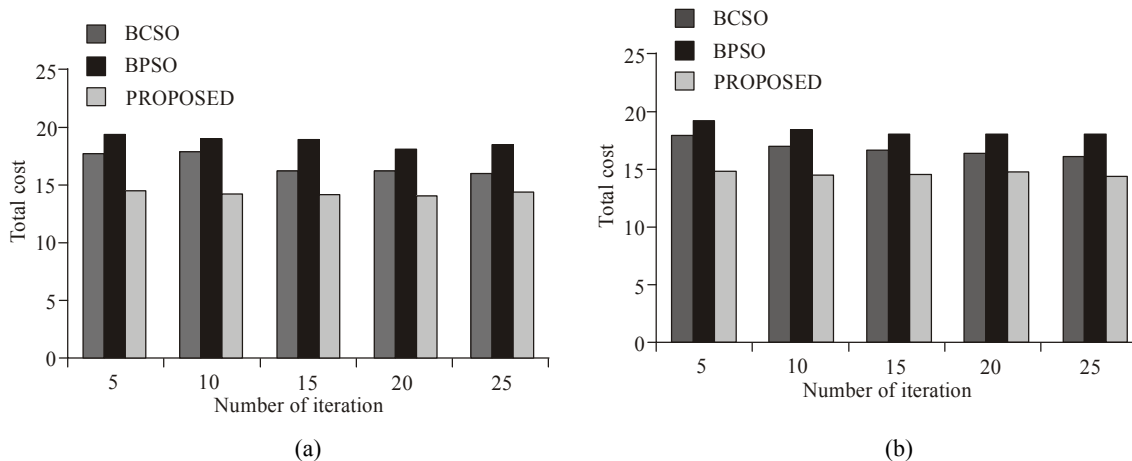 BCSO
BPSO
PROPOSED
25
20
15
10
5
0
Total cost
5 10 15 20 25
Number of iteration
(a)
BCSO
BPSO
PROPOSED
25
20
15
10
5
0
Total cost
5 10 15 20 25
Number of iteration
(b)